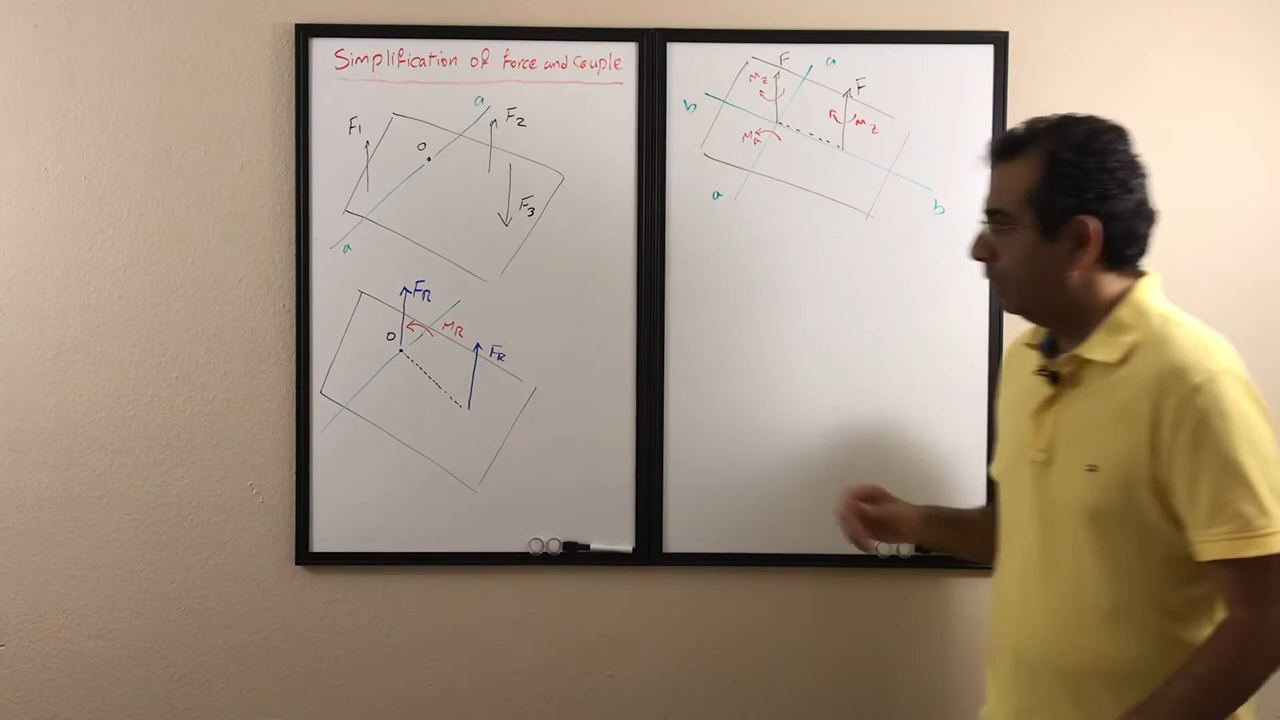 Simplification of Force and Couple
a
F1
F2
O
F3
a
FR
O
MR
FR
F
a
Mz
F
b
Mz
Ma
a
b